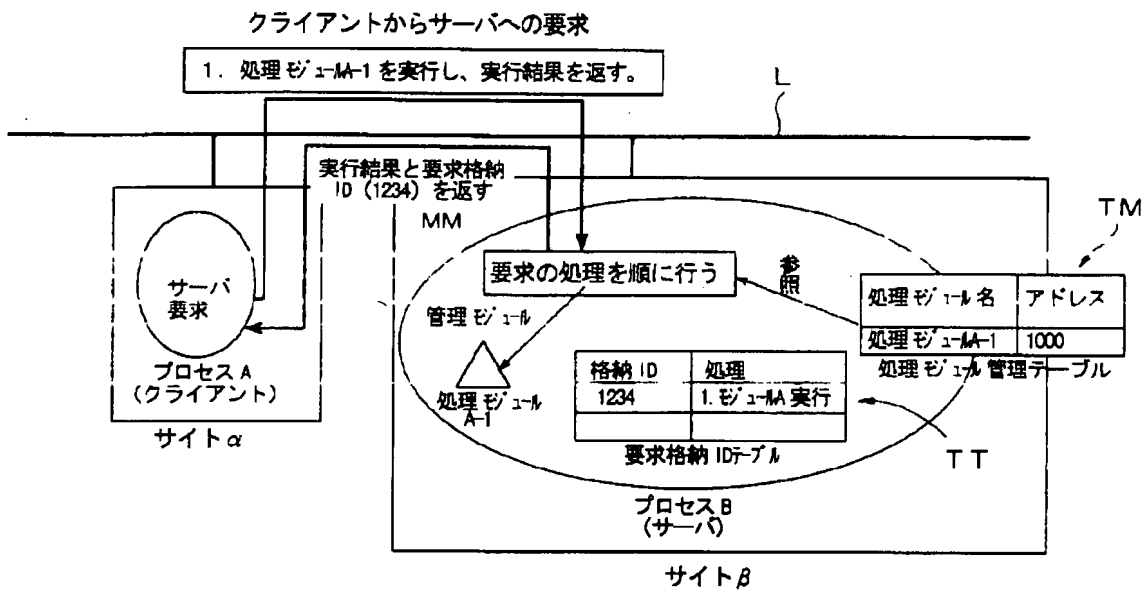 クライアントからサーバへの要求
1. 処理モジュールA-1を実行し、実行結果を返す。
L
実行結果と要求格納
ID（1234）を返す
MM
TM
サーバ
要求
要求の処理を順に行う
参照
処理モジュール名 アドレス
処理モジュールA-1 1000
処理モジュール管理テーブル
管理モジュール
処理モジュール
A-1
格納ID 処理
1234 1.モジュールA実行
要求格納IDテーブル
TT
プロセスA
（クライアント）
サイトα
プロセスB
（サーバ）
サイトβ